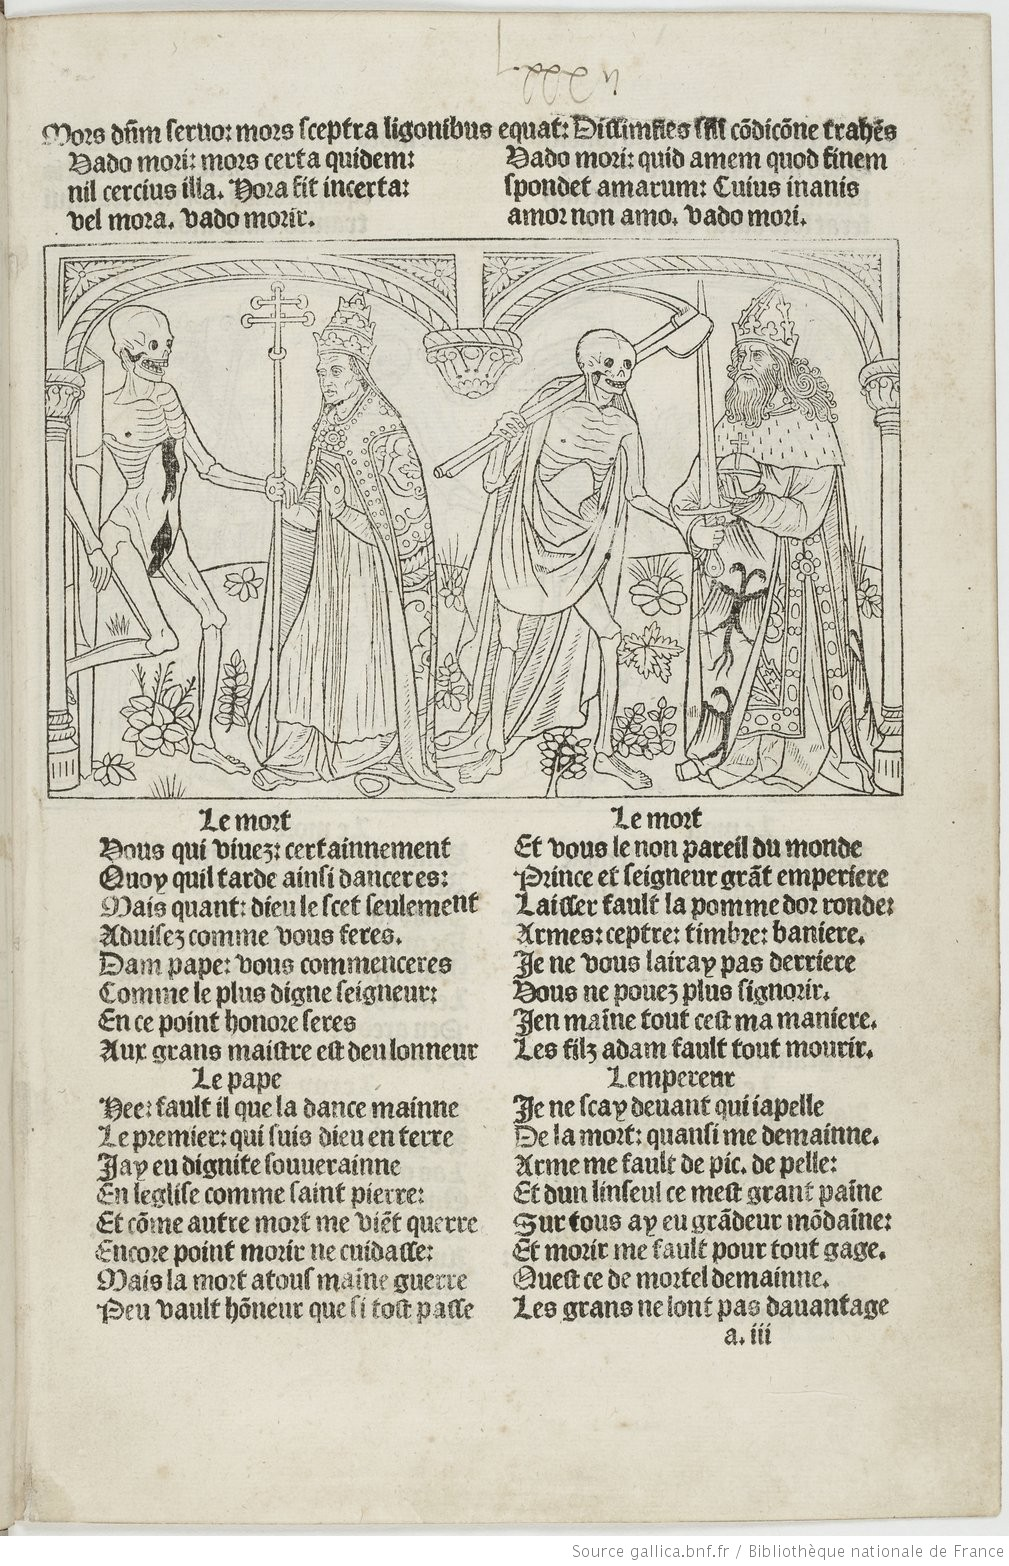 Mors dñm seruo: mors sceptra ligonibus equat: Dissimiles simili cõdicõne trahẽs
Vado mori: mors certa quidem:
nil cercius illa. Hora fit incerta:
vel mora. vado morir.
Vado mori: quid amem quod finem
spondet amarum: Cuius inanis
amor non amo. vado mori.
Le mort
Vous qui viuez: certainnement
Quoy quil tarde ainsi danceres:
Mais quant: dieu le scet seulement
Aduisez comme vous feres.
Dam pape: vous commenceres
Comme le plus digne seigneur:
En ce point honore seres
Aux grans maistre est deu lonneur
Le pape
Hee: fault il que la dance mainne
Le premier: qui suis dieu en terre
Jay eu dignite souuerainne
En leglise comme saint pierre:
Et cõme autre mort me viẽt querre
Encore point morir ne cuidasse:
Mais la mort a tous maine guerre
Peu vault hõneur que si tost passe
Le mort
Et vous le non pareil du monde
Prince et seigneur grãt emperiere
Laisser fault la pomme dor ronde:
Armes: ceptre: timbre: baniere.
Je ne vous lairay pas derriere
Vous ne pouez plus signorir.
Jen maine tout cest ma maniere.
Les filz adam fault tout mourir.
Lempereur
Je ne scay deuant qui iapelle
De la mort: quansi me demainne.
Arme me fault de pic. de pelle:
Et dun linseul ce mest grant paine
Sur tous ay eu grãdeur mõdaine:
Et morir me fault pour tout gage.
Quest ce de mortel demainne.
Les grans ne lont pas dauantage
a. iii
Source gallica.bnf.fr / Bibliothèque nationale de France